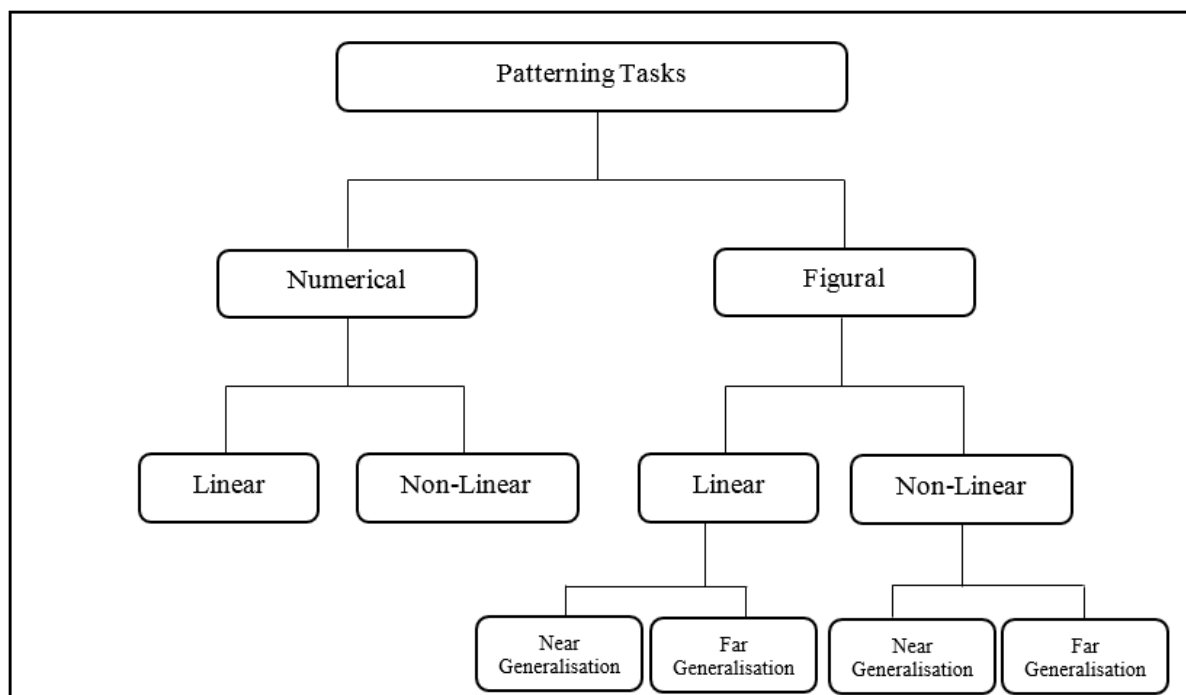 Patterning Tasks
Numerical
Figural
Linear
Non-Linear
Linear
Non-Linear
Near
Generalisation
Far
Generalisation
Near
Generalisation
Far
Generalisation